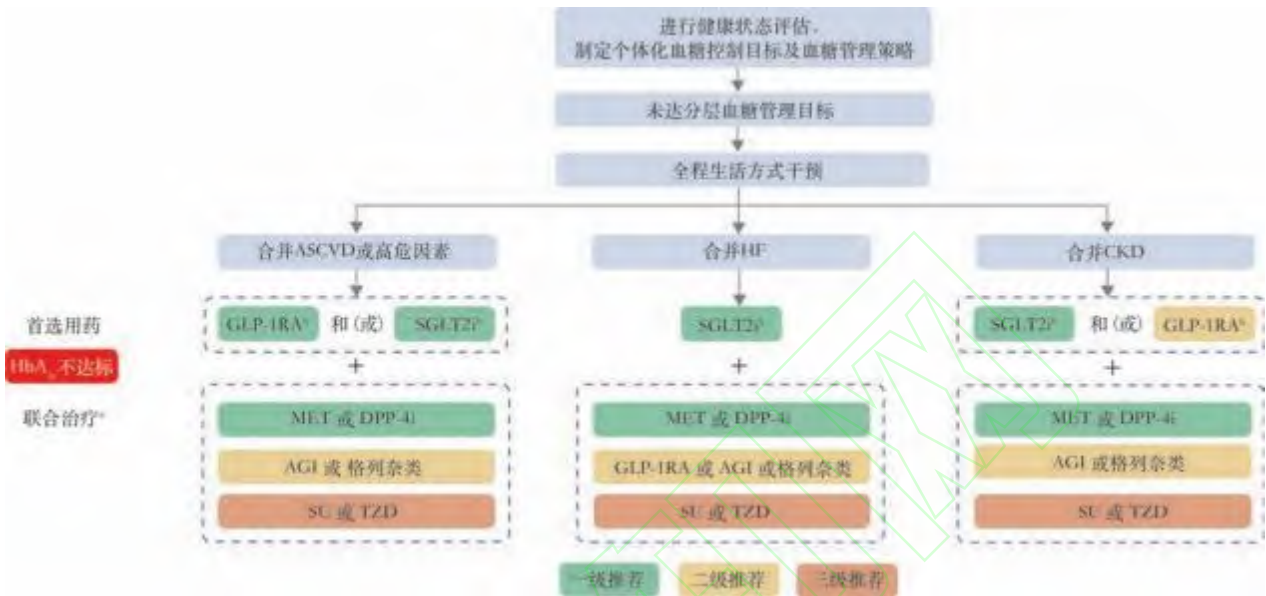 进行健康状态评估、
制定个体化血糖控制目标及血糖管理策略
未达分层血糖管理目标
全程生活方式干预
合并ASCVD或高危因素
合并HF
合并CKD
首选用药
GLP-1RA 和(或) SGLT2i
SGLT2i
SGLT2i 和(或) GLP-1RA
HbA 不达标
+
+
+
联合治疗
MET 或 DPP-4i
MET 或 DPP-4i
MET 或 DPP-4i
AGI 或 格列奈类
GLP-1RA 或 AGI 或格列奈类
AGI 或格列奈类
SU 或 TZD
SU 或 TZD
SU 或 TZD
一级推荐
二级推荐
三级推荐